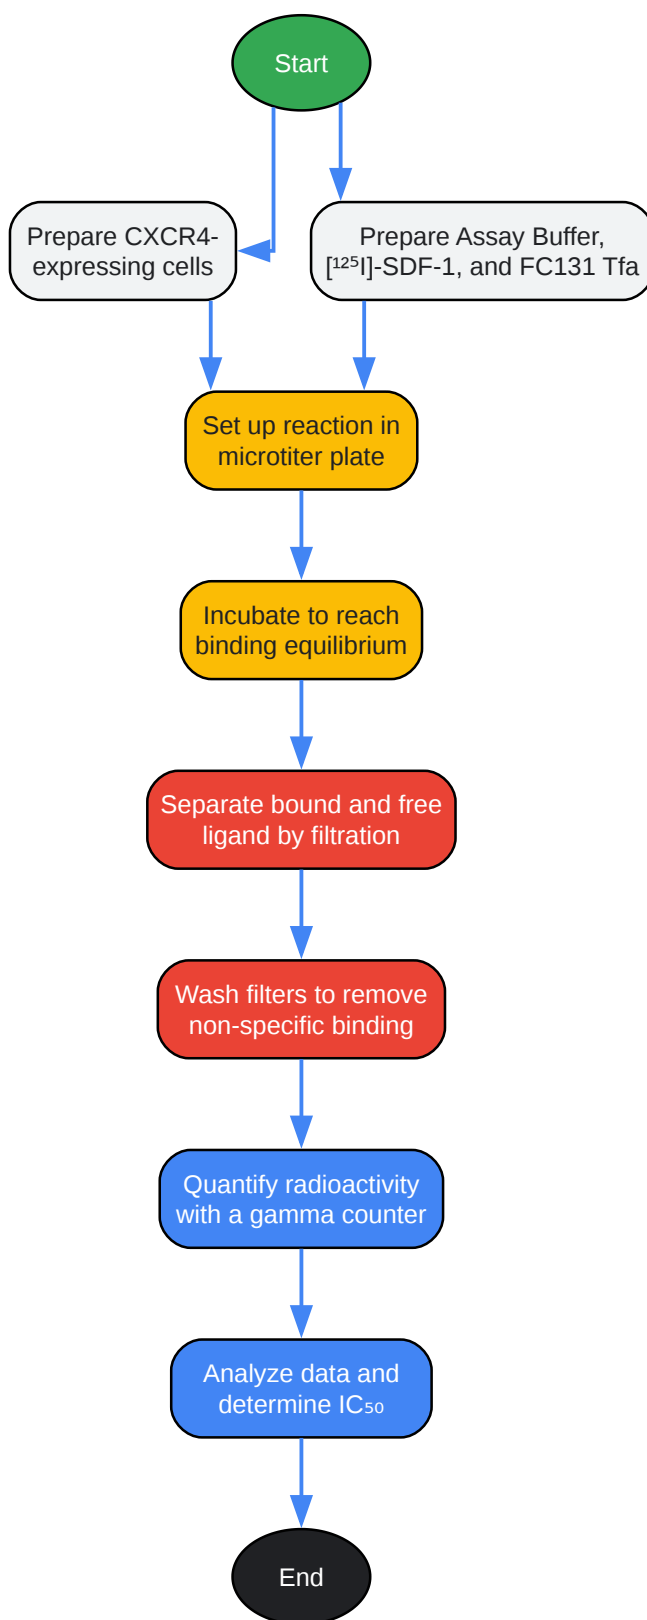 Start
Prepare CXCR4-
expressing cells
Prepare Assay Buffer,
[¹²⁵I]-SDF-1, and FC131 Tfa
Set up reaction in
microtiter plate
Incubate to reach
binding equilibrium
Separate bound and free
ligand by filtration
Wash filters to remove
non-specific binding
Quantify radioactivity
with a gamma counter
Analyze data and
determine IC₅₀
End